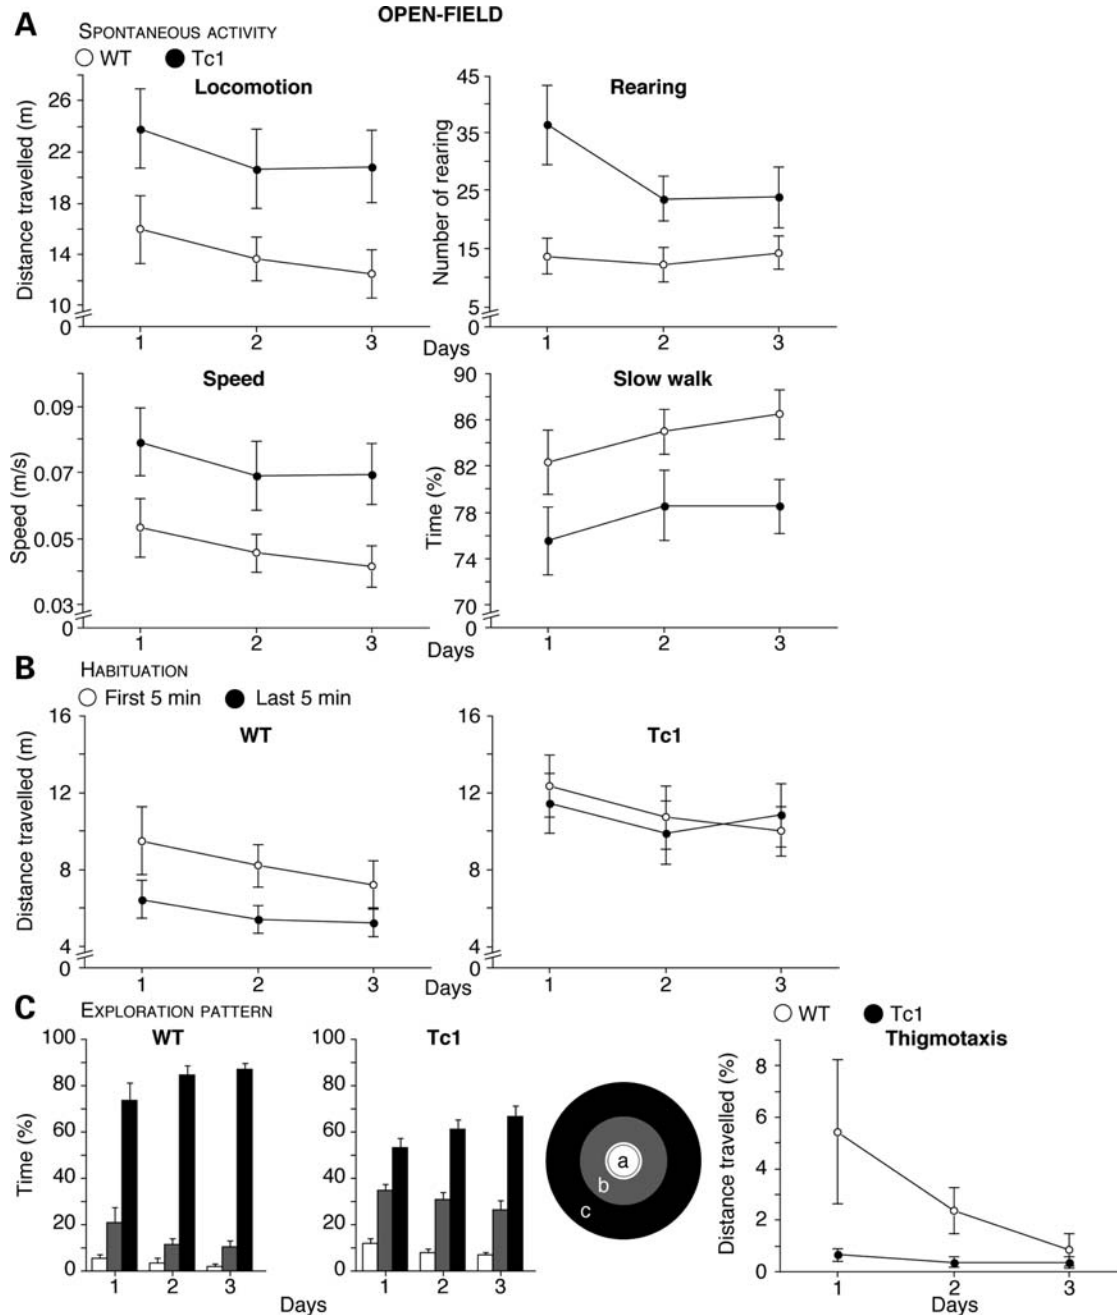 OPEN-FIELD
A SPONTANEOUS ACTIVITY
WT Tc1
Locomotion
Distance travelled (m)
26
22
18
14
10
0
1 2 3
Days
Rearing
Number of rearing
45
35
25
15
5
0
1 2 3
Speed
Speed (m/s)
0.09
0.07
0.05
0.03
0
1 2 3
Days
Slow walk
Time (%)
90
86
82
78
74
70
0
1 2 3
B HABITUATION
First 5 min Last 5 min
WT
Distance travelled (m)
16
12
8
4
0
1 2 3
Days
Tc1
16
12
8
4
0
1 2 3
C EXPLORATION PATTERN
WT
Time (%)
100
80
60
40
20
0
1 2 3
Days
Tc1
100
80
60
40
20
0
1 2 3
a
b
c
WT Tc1
Thigmotaxis
Distance travelled (%)
8
6
4
2
0
1 2 3
Days